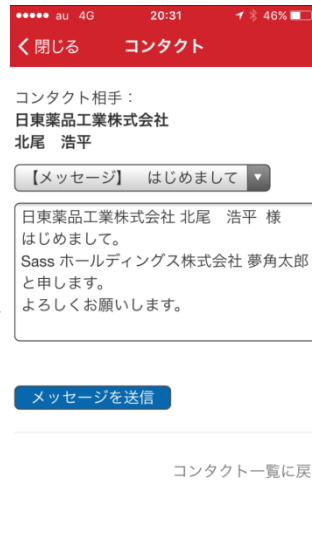 au 4G 20:31 46%
閉じる コンタクト
コンタクト相手：
日東薬品工業株式会社
北尾　浩平
【メッセージ】　はじめまして
日東薬品工業株式会社 北尾　浩平 様
はじめまして。
Sass ホールディングス株式会社 夢角太郎
と申します。
よろしくお願いします。
メッセージを送信
コンタクト一覧に戻